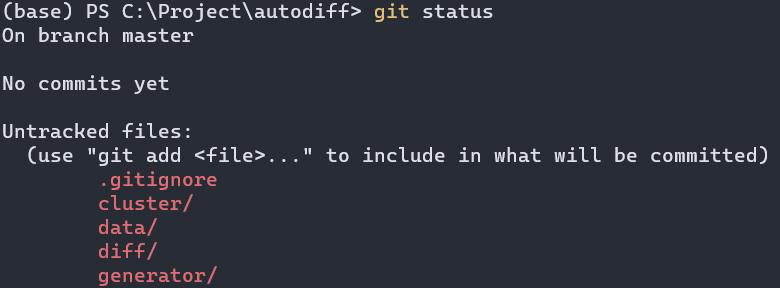 (base) PS C:\Project\autodiff> git status
On branch master
No commits yet
Untracked files:
(use "git add <file>..." to include in what will be committed)
.gitignore
cluster/
data/
diff/
generator/